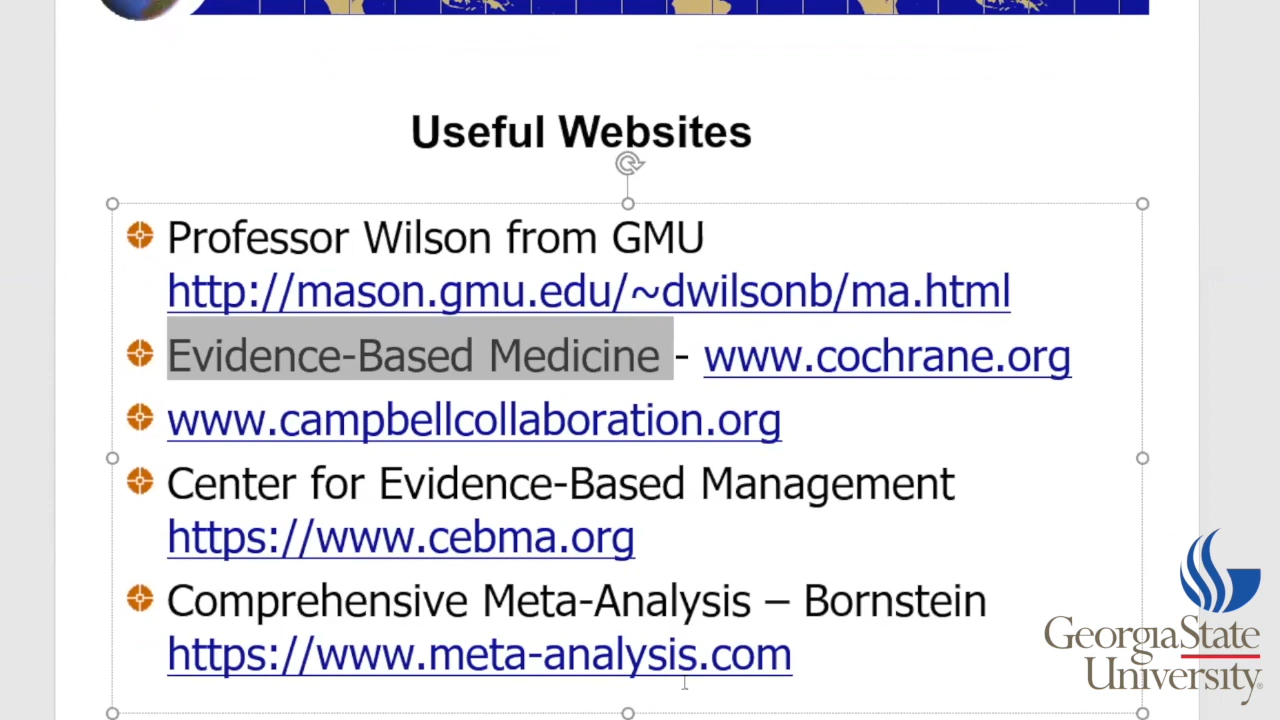 Useful Websites
Professor Wilson from GMU
http://mason.gmu.edu/~dwilsonb/ma.html
Evidence-Based Medicine - www.cochrane.org
www.campbellcollaboration.org
Center for Evidence-Based Management
https://www.cebma.org
Comprehensive Meta-Analysis – Bornstein
https://www.meta-analysis.com
GeorgiaState
University®